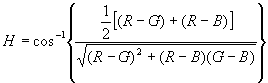 H = cos⁻¹ { ½[(R − G) + (R − B)] / √((R − G)² + (R − B)(G − B)) }